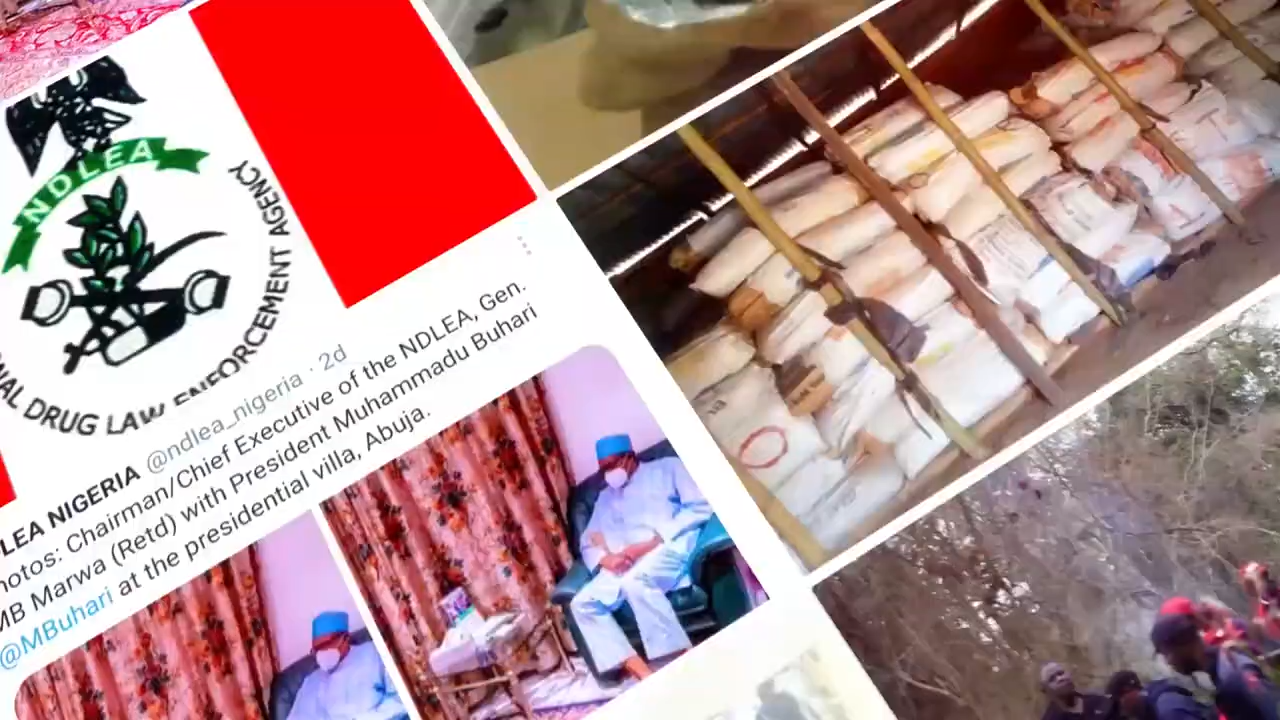 NDLEA
NAL DRUG LAW ENFORCEMENT AGENCY
LEA NIGERIA @ndlea_nigeria · 2d
hotos: Chairman/Chief Executive of the NDLEA, Gen.
MB Marwa (Retd) with President Muhammadu Buhari
@MBuhari at the presidential villa, Abuja.